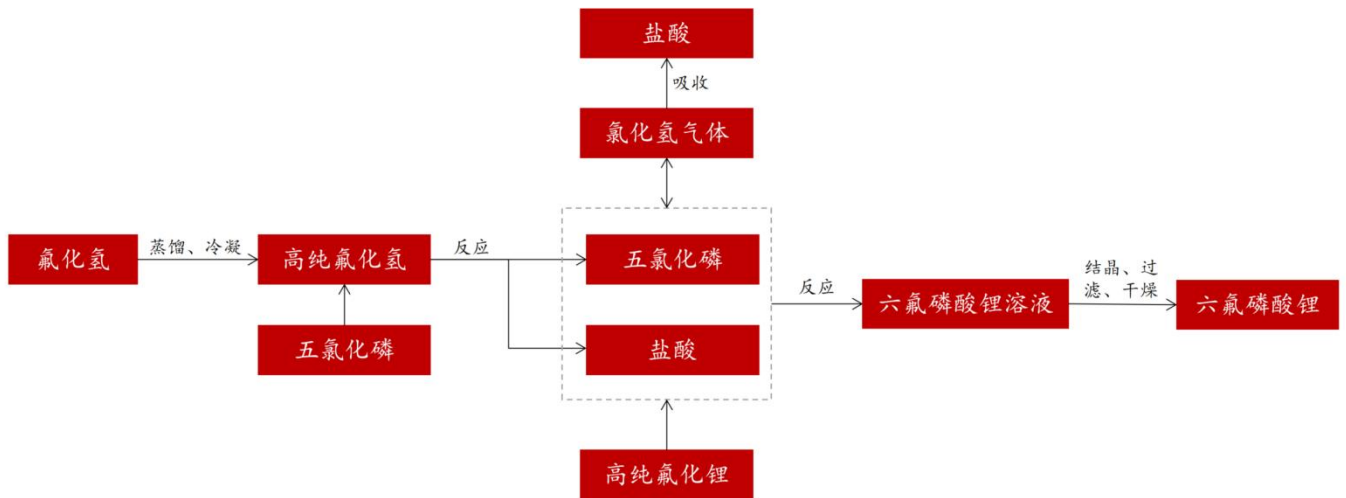 盐酸
吸收
氯化氢气体
氟化氢
蒸馏、冷凝
高纯氟化氢
反应
五氯化磷
五氯化磷
盐酸
反应
六氟磷酸锂溶液
结晶、过
滤、干燥
六氟磷酸锂
高纯氟化锂